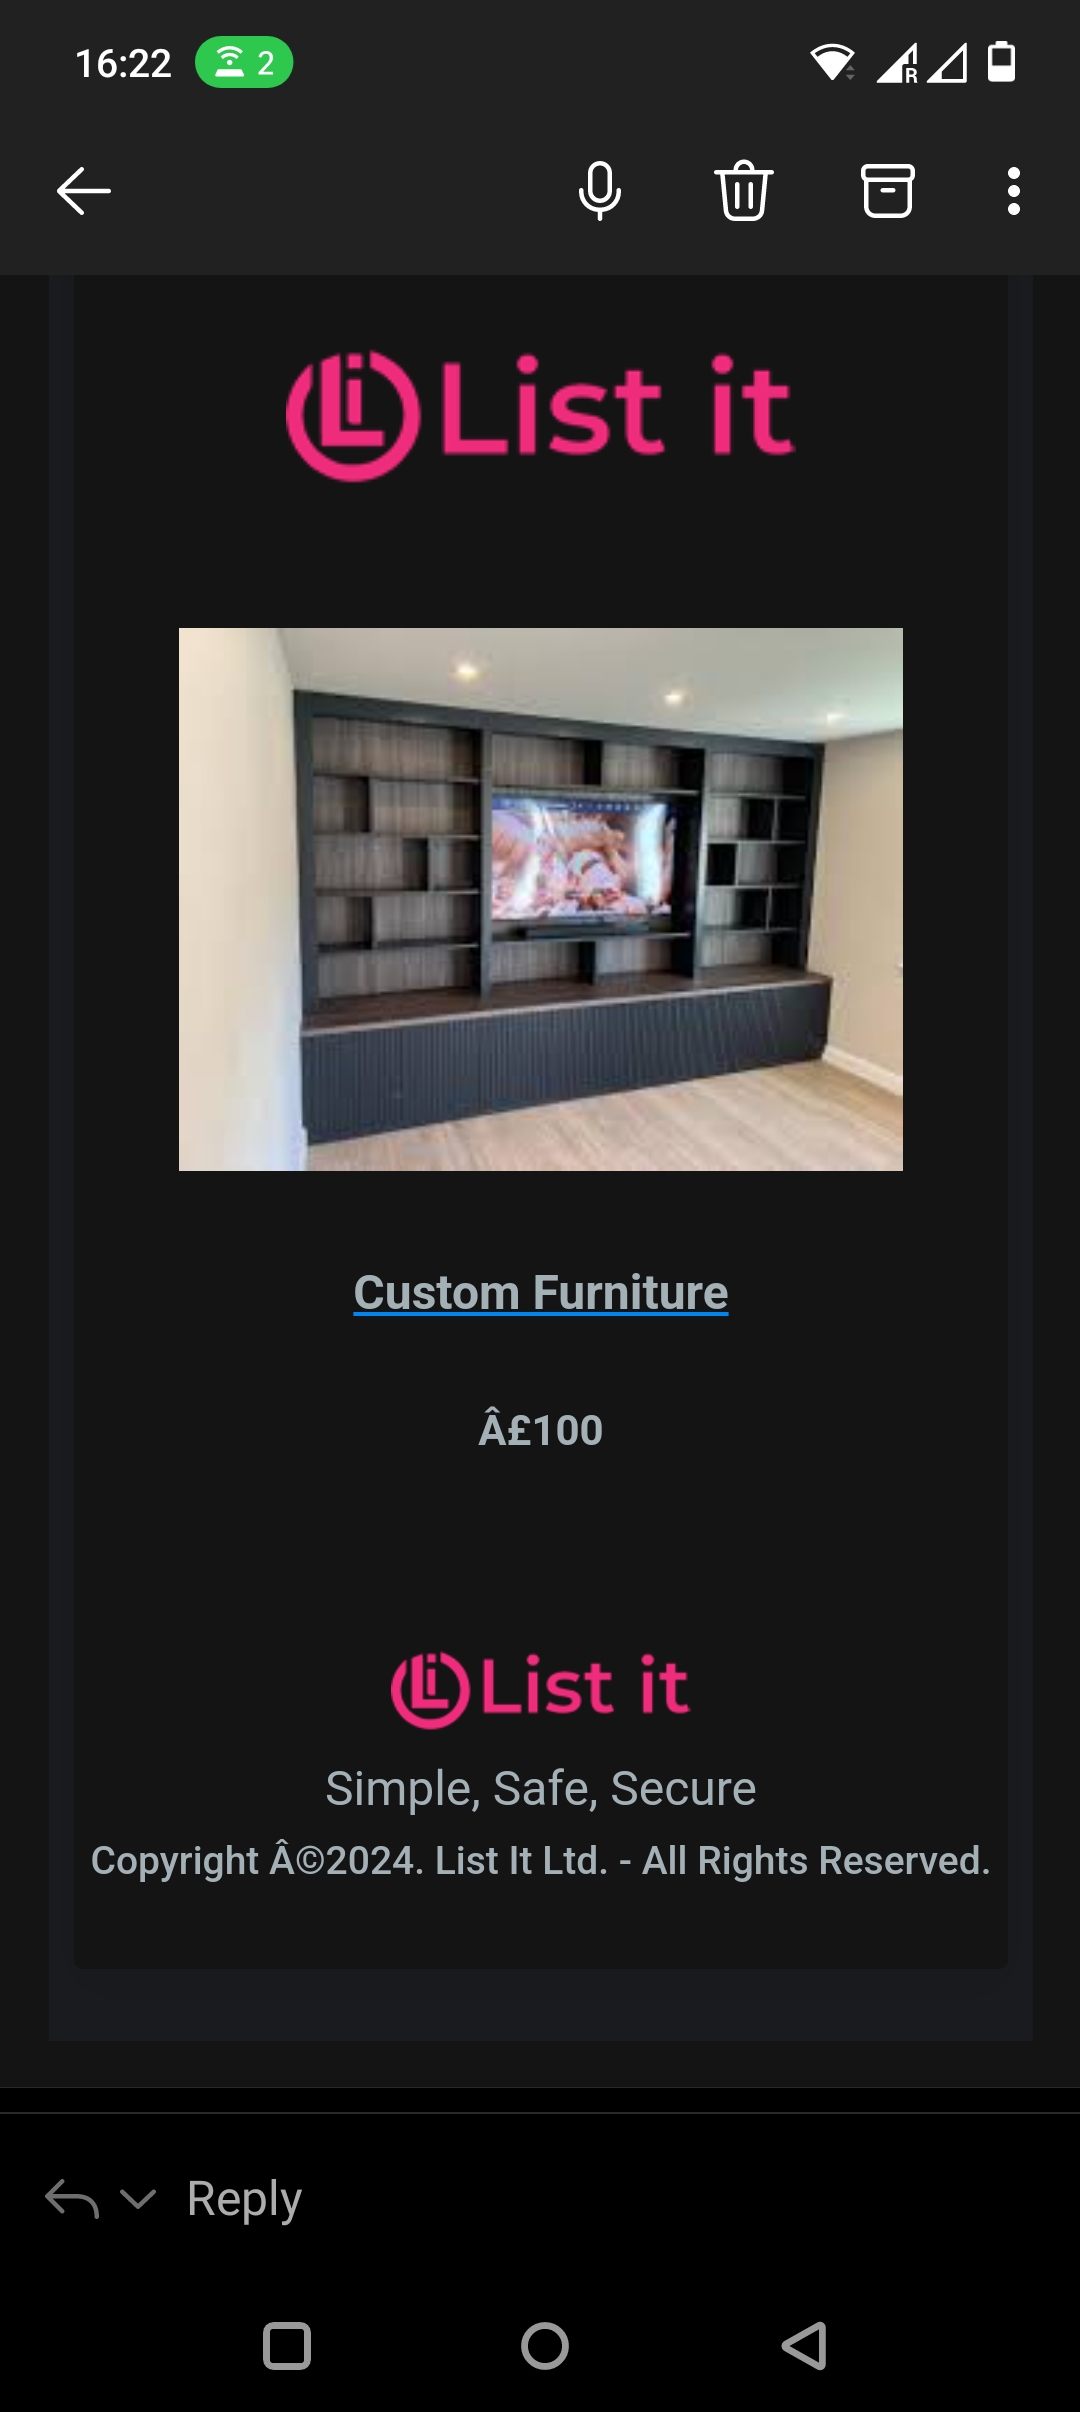 16:22
2
R
List it
Custom Furniture
Â£100
List it
Simple, Safe, Secure
Copyright Â©2024. List It Ltd. - All Rights Reserved.
Reply